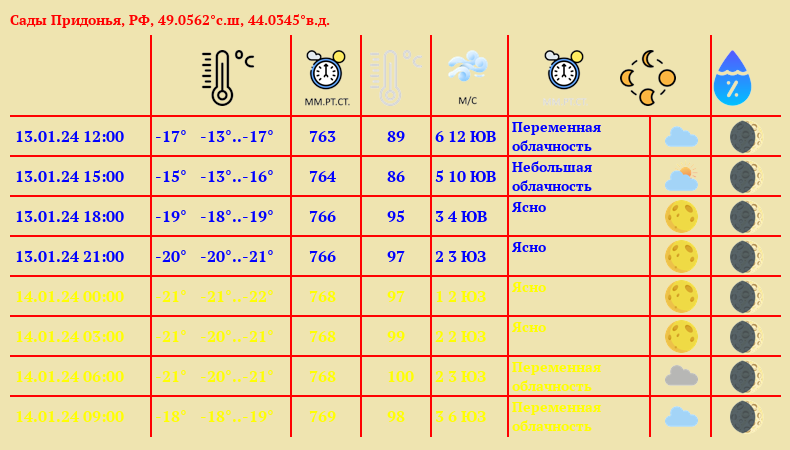 Сады Придонья, РФ, 49.0562°с.ш, 44.0345°в.д.
°C ММ.РТ.СТ. °C М/С
13.01.24 12:00 -17° -13°..-17° 763 89 6 12 ЮВ Переменная облачность
13.01.24 15:00 -15° -13°..-16° 764 86 5 10 ЮВ Небольшая облачность
13.01.24 18:00 -19° -18°..-19° 766 95 3 4 ЮВ Ясно
13.01.24 21:00 -20° -20°..-21° 766 97 2 3 ЮЗ Ясно
14.01.24 00:00 -21° -21°..-22° 768 97 1 2 ЮЗ Ясно
14.01.24 03:00 -21° -20°..-21° 768 99 2 2 ЮЗ Ясно
14.01.24 06:00 -21° -20°..-21° 768 100 2 3 ЮЗ Переменная облачность
14.01.24 09:00 -18° -18°..-19° 769 98 3 6 ЮЗ Переменная облачность